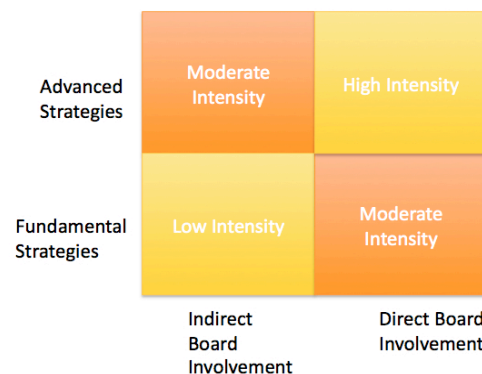 Advanced
Strategies
Moderate
Intensity
High Intensity
Fundamental
Strategies
Low Intensity
Moderate
Intensity
Indirect
Board
Involvement
Direct Board
Involvement